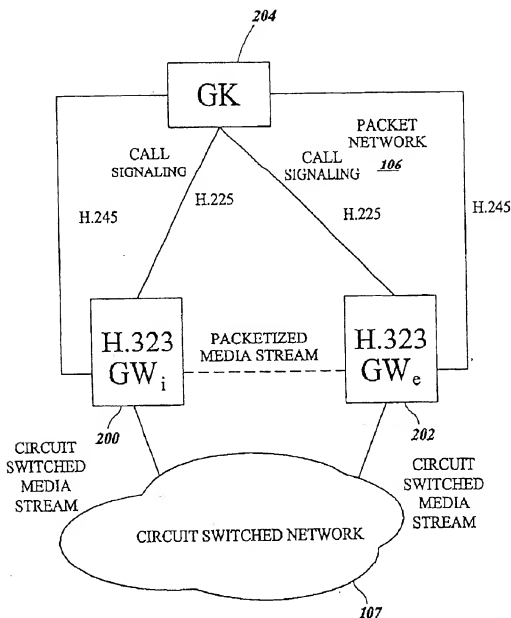 204
GK
PACKET
NETWORK
106
CALL
SIGNALING
CALL
SIGNALING
H.245
H.225
H.225
H.245
H.323
GWi
PACKETIZED
MEDIA STREAM
H.323
GWe
200
202
CIRCUIT
SWITCHED
MEDIA
STREAM
CIRCUIT
SWITCHED
MEDIA
STREAM
CIRCUIT SWITCHED NETWORK
107